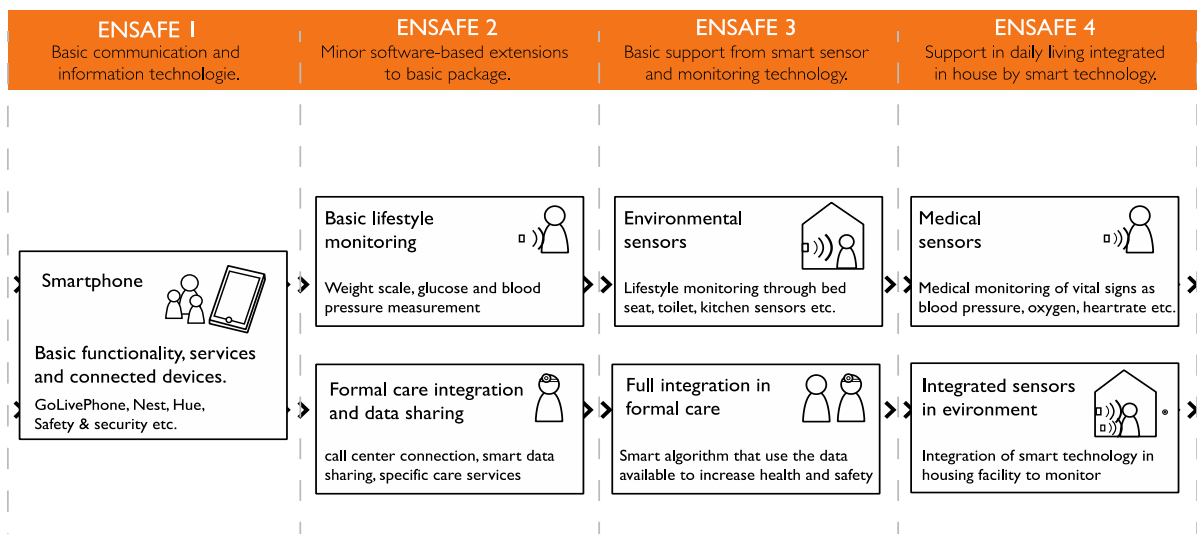 ENSAFE 1
Basic communication and
information technologie.
ENSAFE 2
Minor software-based extensions
to basic package.
ENSAFE 3
Basic support from smart sensor
and monitoring technology.
ENSAFE 4
Support in daily living integrated
in house by smart technology.
Smartphone
Basic functionality, services
and connected devices.
GoLivePhone, Nest, Hue,
Safety & security etc.
Basic lifestyle
monitoring
Weight scale, glucose and blood
pressure measurement
Formal care integration
and data sharing
call center connection, smart data
sharing, specific care services
Environmental
sensors
Lifestyle monitoring through bed
seat, toilet, kitchen sensors etc.
Full integration in
formal care
Smart algorithm that use the data
available to increase health and safety
Medical
sensors
Medical monitoring of vital signs as
blood pressure, oxygen, heartrate etc.
Integrated sensors
in evironment
Integration of smart technology in
housing facility to monitor